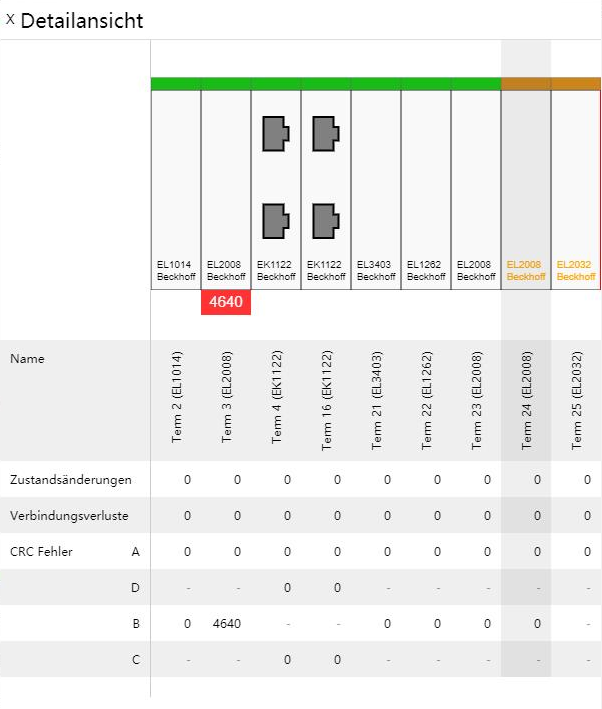 X Detailansicht
EL1014 EL2008 EK1122 EK1122 EL3403 EL1262 EL2008 EL2008 EL2032
Beckhoff Beckhoff Beckhoff Beckhoff Beckhoff Beckhoff Beckhoff Beckhoff Beckhoff
4640
Name Term 2 (EL1014) Term 3 (EL2008) Term 4 (EK1122) Term 16 (EK1122) Term 21 (EL3403) Term 22 (EL1262) Term 23 (EL2008) Term 24 (EL2008) Term 25 (EL2032)
Zustandsänderungen 0 0 0 0 0 0 0 0 0
Verbindungsverluste 0 0 0 0 0 0 0 0 0
CRC Fehler A 0 0 0 0 0 0 0 0 0
D - - 0 0 - - - - -
B 0 4640 - - 0 0 0 0 -
C - - 0 0 - - - - -